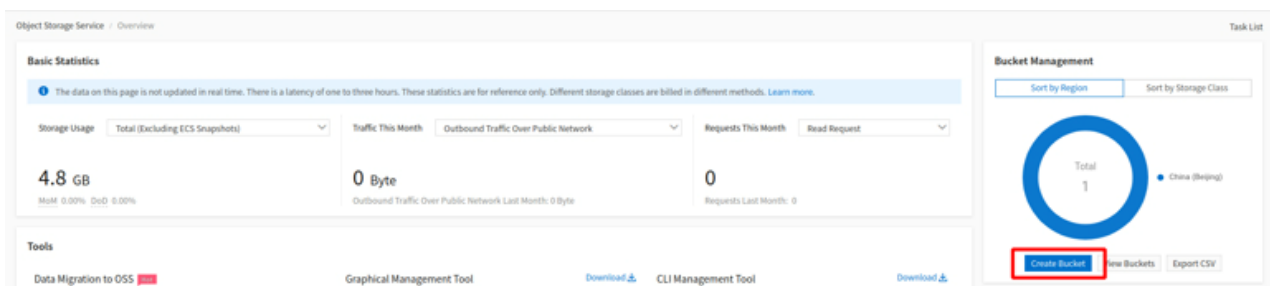 Object Storage Service / Overview
Task List
Basic Statistics
The data on this page is not updated in real time. There is a latency of one to three hours. These statistics are for reference only. Different storage classes are billed in different methods. Learn more.
Storage Usage Total (Excluding ECS Snapshots)
Traffic This Month Outbound Traffic Over Public Network
Requests This Month Read Request
4.8 GB
0 Byte
0
MoM 0.00% DoD 0.00%
Outbound Traffic Over Public Network Last Month: 0 Byte
Requests Last Month: 0
Bucket Management
Sort by Region
Sort by Storage Class
Total
1
China (Beijing)
Create Bucket
View Buckets
Export CSV
Tools
Data Migration to OSS
Graphical Management Tool
Download
CLI Management Tool
Download